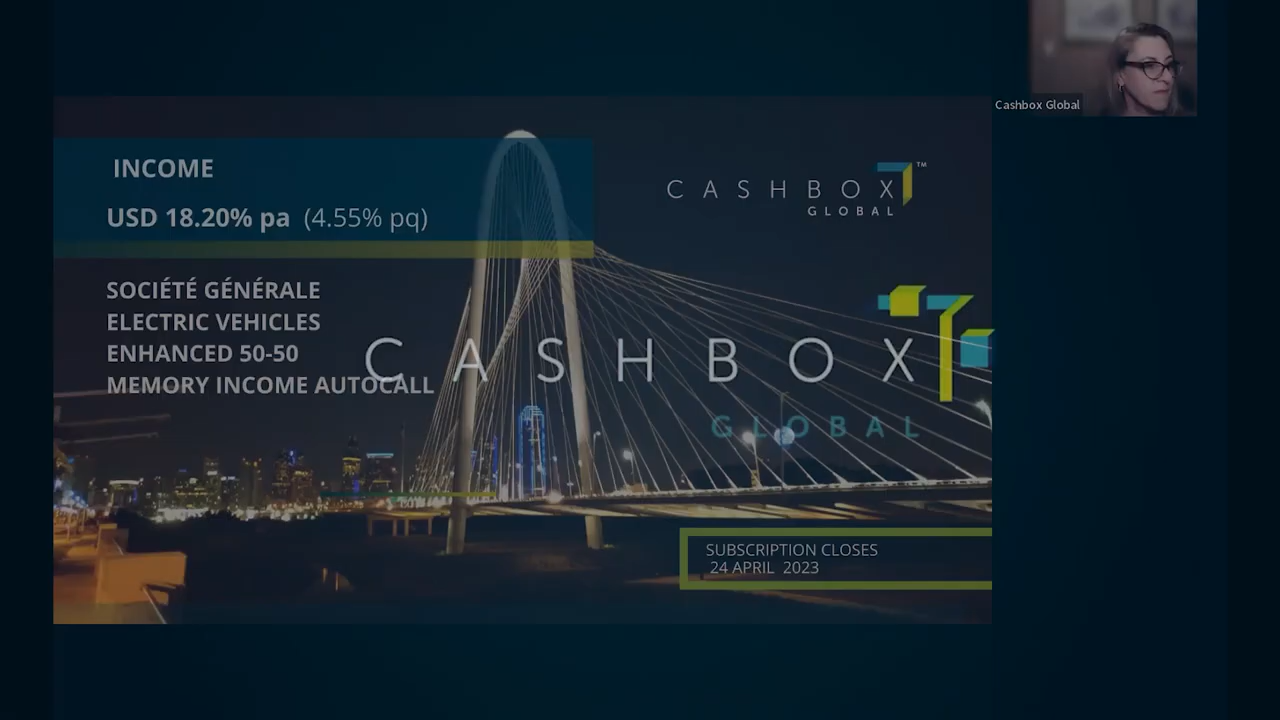 Cashbox Global
INCOME
USD 18.20% pa (4.55% pq)
CASHBOX™
GLOBAL
SOCIÉTÉ GÉNÉRALE
ELECTRIC VEHICLES
ENHANCED 50-50
MEMORY INCOME AUTOCALL
CASHBOX
GLOBAL
SUBSCRIPTION CLOSES
24 APRIL 2023